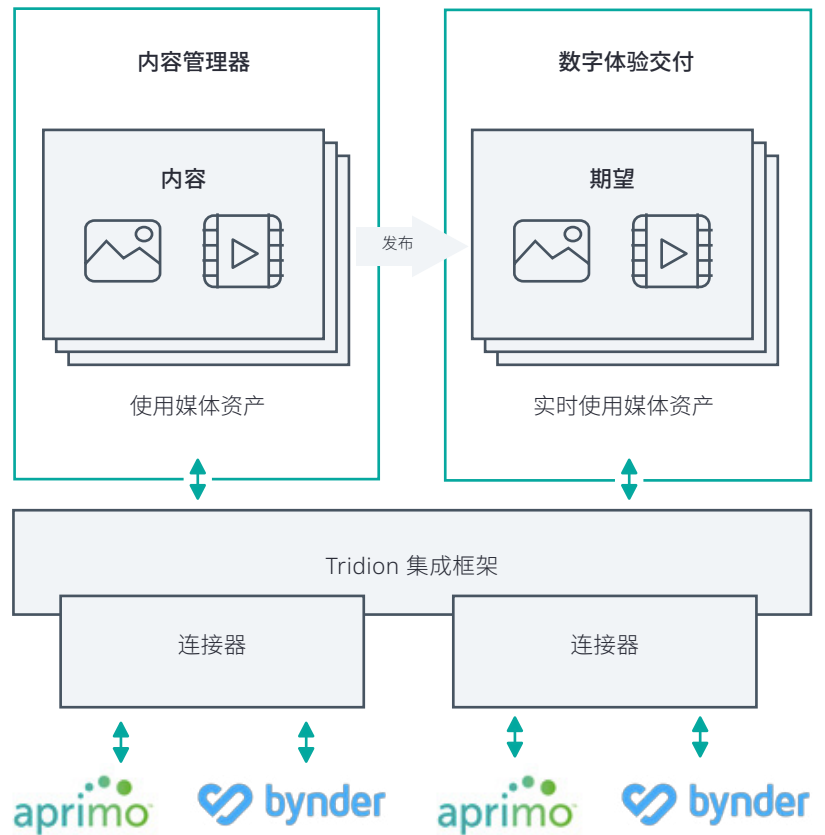 内容管理器
数字体验交付
内容
期望
发布
使用媒体资产
实时使用媒体资产
Tridion 集成框架
连接器
连接器
aprimo
bynder
aprimo
bynder